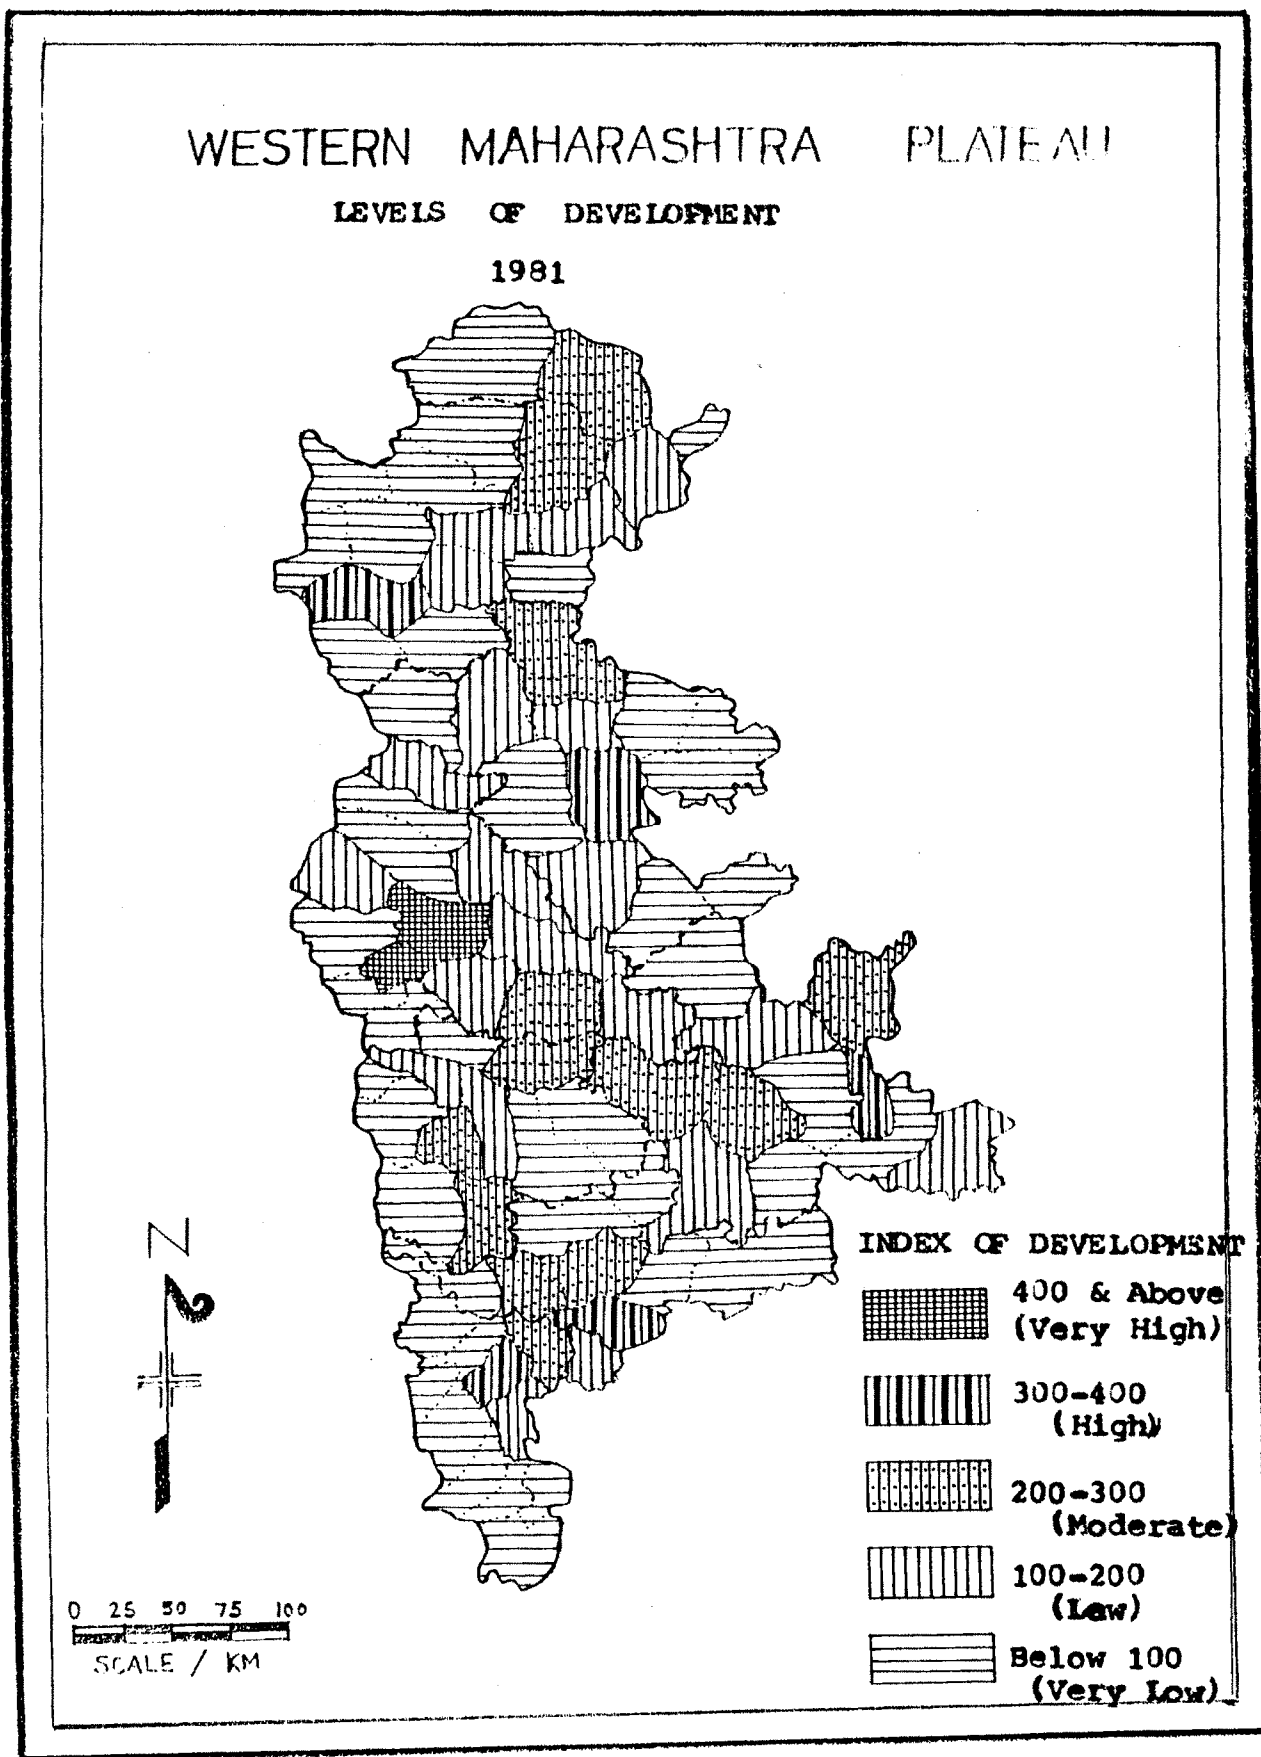 WESTERN MAHARASHTRA PLATEAU
LEVELS OF DEVELOPMENT
1981
N
INDEX OF DEVELOPMENT
400 & Above
(Very High)
300-400
(High)
200-300
(Moderate)
100-200
(Low)
Below 100
(Very Low)
0 25 50 75 100
SCALE / KM